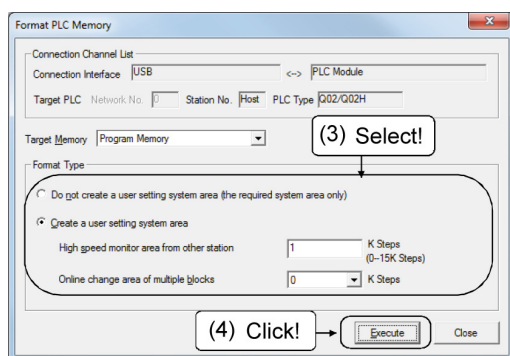 Format PLC Memory
Connection Channel List
Connection Interface USB <--> PLC Module
Target PLC Network No. 0 Station No. Host PLC Type Q02/Q02H
Target Memory Program Memory
(3) Select!
Format Type
Do not create a user setting system area (the required system area only)
Create a user setting system area
High speed monitor area from other station 1 K Steps
(0–15K Steps)
Online change area of multiple blocks 0 K Steps
(4) Click!
Execute Close